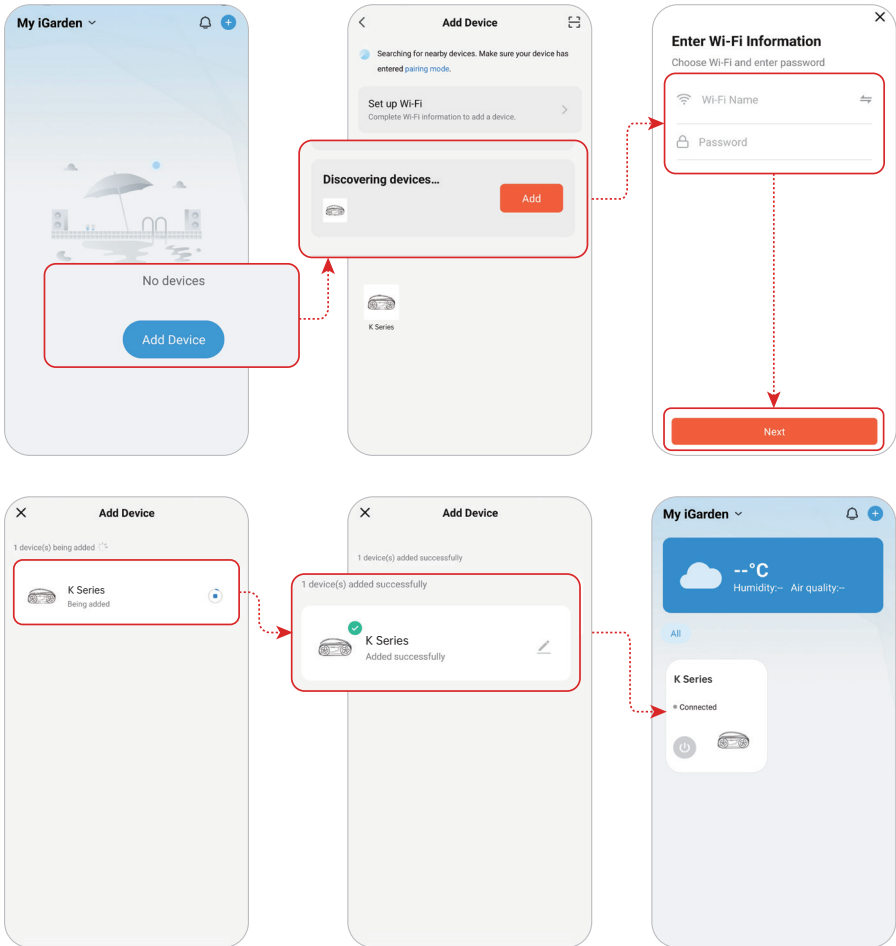 My iGarden
No devices
Add Device
Add Device
Searching for nearby devices. Make sure your device has
entered pairing mode.
Set up Wi-Fi
Complete Wi-Fi information to add a device.
Discovering devices...
Add
K Series
Enter Wi-Fi Information
Choose Wi-Fi and enter password
Wi-Fi Name
Password
Next
Add Device
1 device(s) being added
K Series
Being added
Add Device
1 device(s) added successfully
1 device(s) added successfully
K Series
Added successfully
My iGarden
--°C
Humidity:-- Air quality:--
All
K Series
Connected